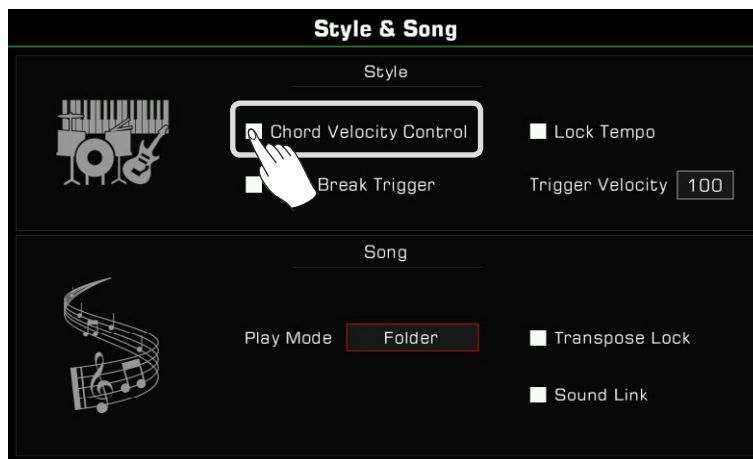 Style & Song
Style
Chord Velocity Control
Lock Tempo
Break Trigger
Trigger Velocity 100
Song
Play Mode Folder
Transpose Lock
Sound Link